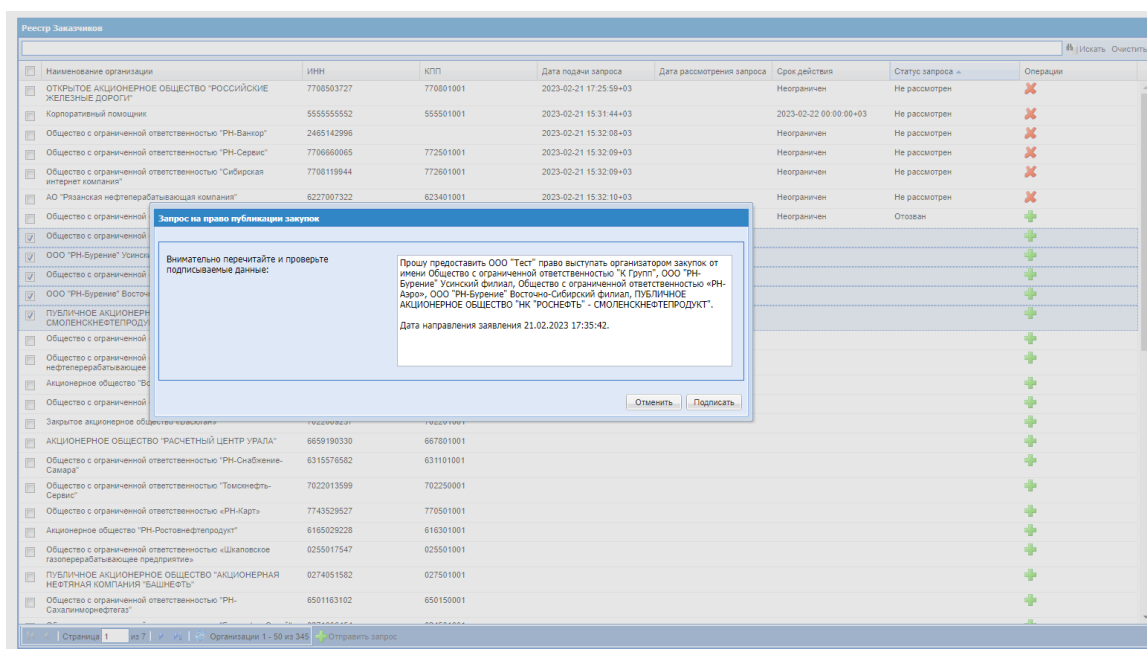 Реестр Заказчиков
Искать Очистить
Наименование организации ИНН КПП Дата подачи запроса Дата рассмотрения запроса Срок действия Статус запроса Операции
ОТКРЫТОЕ АКЦИОНЕРНОЕ ОБЩЕСТВО "РОССИЙСКИЕ 7708503727 770801001 2023-02-21 17:25:59+03 Неограничен Не рассмотрен
ЖЕЛЕЗНЫЕ ДОРОГИ"
Корпоративный помощник 5555555552 555501001 2023-02-21 15:31:44+03 2023-02-22 00:00:00+03 Не рассмотрен
Общество с ограниченной ответственностью "РН-Ванкор" 2465142996 2023-02-21 15:32:08+03 Неограничен Не рассмотрен
Общество с ограниченной ответственностью "РН-Сервис" 7706660065 772501001 2023-02-21 15:32:09+03 Неограничен Не рассмотрен
Общество с ограниченной ответственностью "Сибирская 7708119944 772601001 2023-02-21 15:32:09+03 Неограничен Не рассмотрен
интернет компания"
АО "Рязанская нефтеперерабатывающая компания" 6227007322 623401001 2023-02-21 15:32:10+03 Неограничен Не рассмотрен
Общество с ограниченной Неограничен Отозван
Общество с ограниченной
ООО "РН-Бурение" Усинск
Общество с ограниченной
ООО "РН-Бурение" Восточ
ПУБЛИЧНОЕ АКЦИОНЕРН
СМОЛЕНСКНЕФТЕПРОДУ
Общество с ограниченной
Общество с ограниченной
нефтеперерабатывающее
Акционерное общество "Во
Общество с ограниченной
Запрос на право публикации закупок
Внимательно перечитайте и проверьте
подписываемые данные:
Прошу предоставить ООО "Тест" право выступать организатором закупок от
имени Общество с ограниченной ответственностью "К Групп", ООО "РН-
Бурение" Усинский филиал, Общество с ограниченной ответственностью «РН-
Аэро», ООО "РН-Бурение" Восточно-Сибирский филиал, ПУБЛИЧНОЕ
АКЦИОНЕРНОЕ ОБЩЕСТВО "НК "РОСНЕФТЬ" - СМОЛЕНСКНЕФТЕПРОДУКТ".
Дата направления заявления 21.02.2023 17:35:42.
Отменить Подписать
Закрытое акционерное общество
АКЦИОНЕРНОЕ ОБЩЕСТВО "РАСЧЕТНЫЙ ЦЕНТР УРАЛА" 6659190330 667801001
Общество с ограниченной ответственностью "РН-Снабжение- 6315576582 631101001
Самара"
Общество с ограниченной ответственностью "Томскнефть- 7022013599 702250001
Сервис"
Общество с ограниченной ответственностью «РН-Карт» 7743529527 770501001
Акционерное общество "РН-Ростовнефтепродукт" 6165029228 616301001
Общество с ограниченной ответственностью «Шкаповское 0255017547 025501001
газоперерабатывающее предприятие»
ПУБЛИЧНОЕ АКЦИОНЕРНОЕ ОБЩЕСТВО "АКЦИОНЕРНАЯ 0274051582 027501001
НЕФТЯНАЯ КОМПАНИЯ "БАШНЕФТЬ"
Общество с ограниченной ответственностью "РН- 6501163102 650150001
Сахалинморнефтегаз"
Страница 1 из 7 Организации 1 - 50 из 345 Отправить запрос